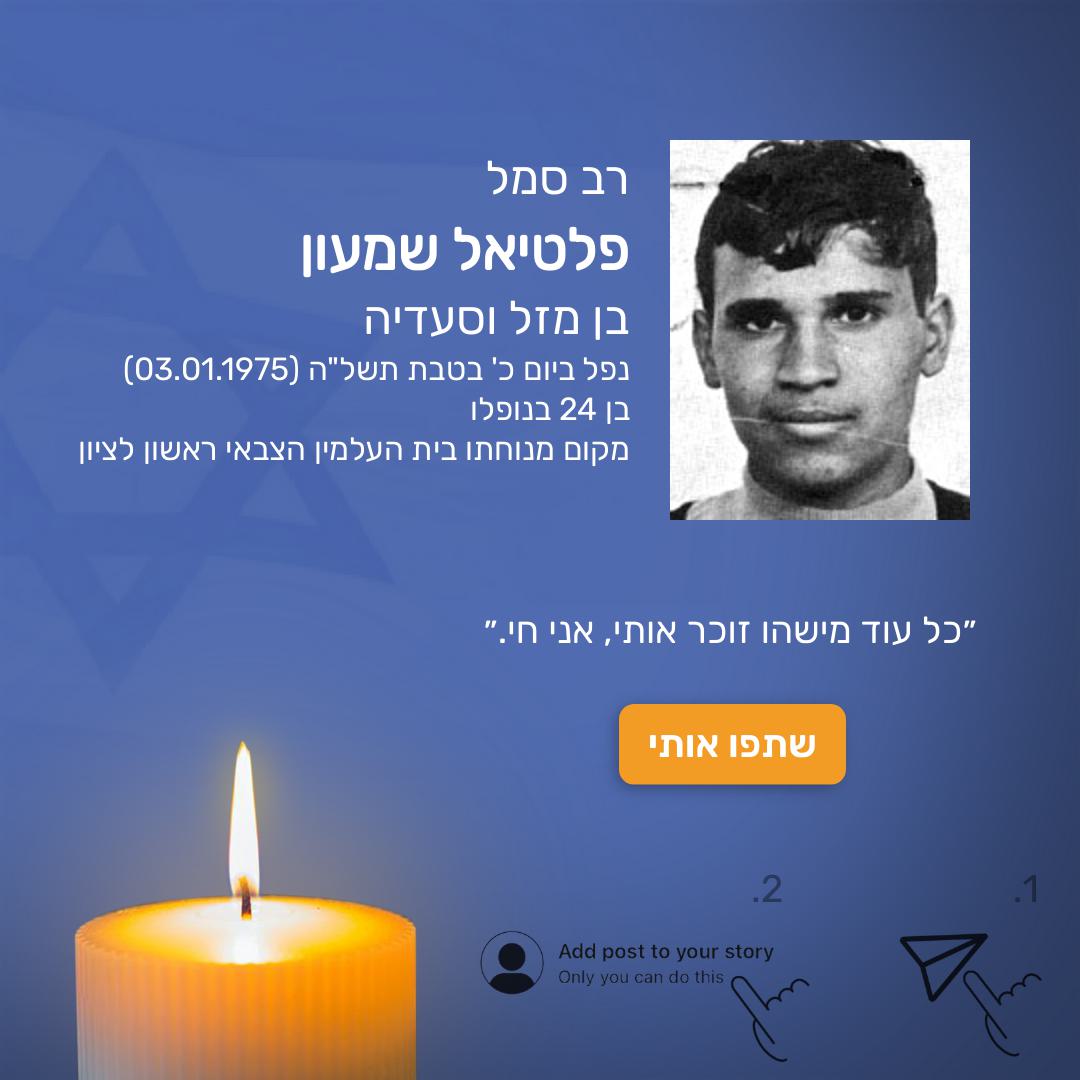 רב סמל
פלטיאל שמעון
בן מזל וסעדיה
נפל ביום כ' בטבת תשל"ה (03.01.1975)
בן 24 בנופלו
מקום מנוחתו בית העלמין הצבאי ראשון לציון
״כל עוד מישהו זוכר אותי, אני חי.״
שתפו אותי
1.
2.
Add post to your story
Only you can do this